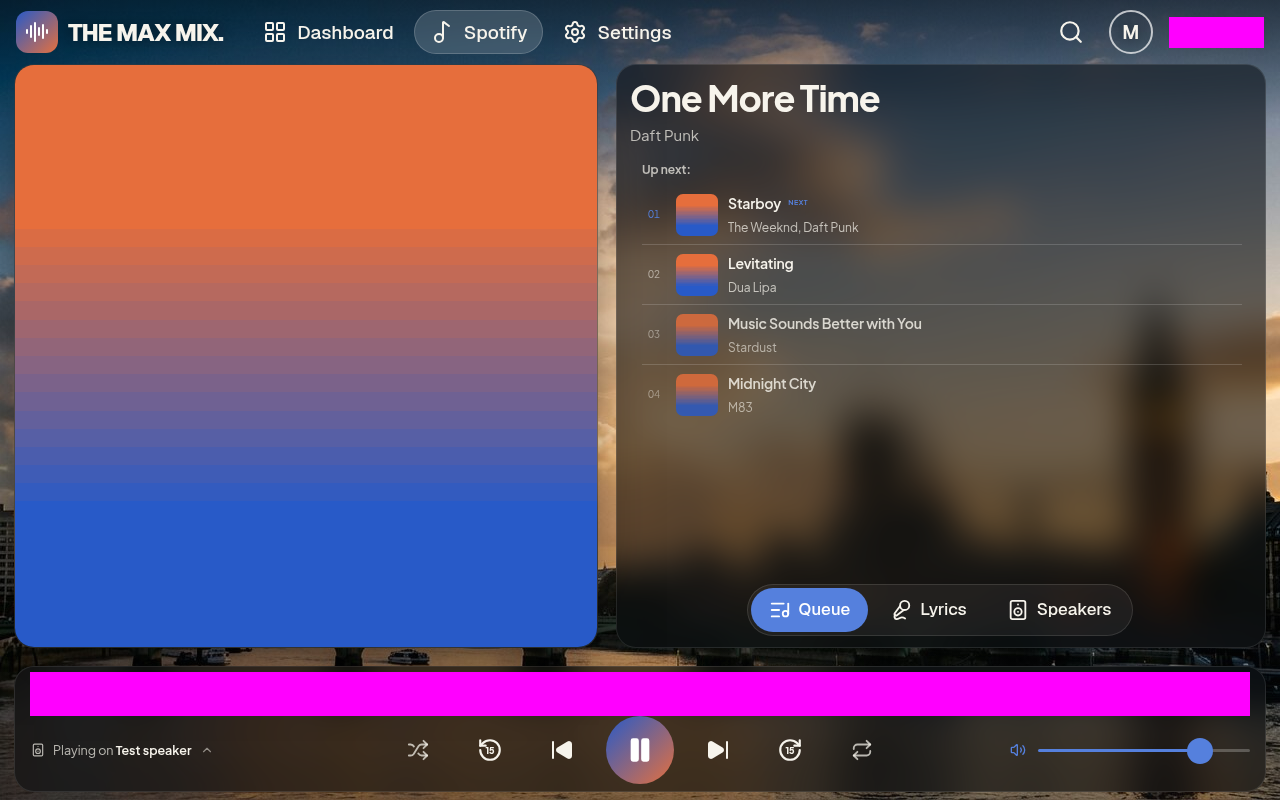 THE MAX MIX.
Dashboard
Spotify
Settings
M
One More Time
Daft Punk
Up next:
01
Starboy NEXT
The Weeknd, Daft Punk
02
Levitating
Dua Lipa
03
Music Sounds Better with You
Stardust
04
Midnight City
M83
Queue
Lyrics
Speakers
Playing on Test speaker
15
15